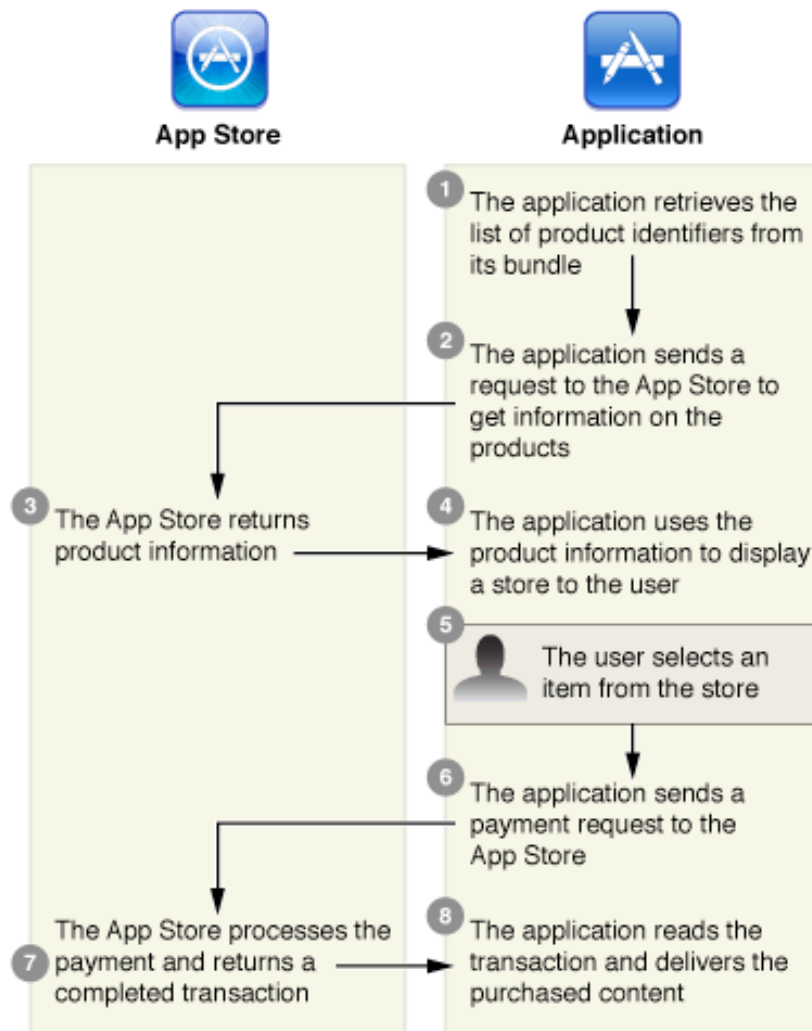 App Store
Application
1
The application retrieves the
list of product identifiers from
its bundle
2
The application sends a
request to the App Store to
get information on the
products
3
The App Store returns
product information
4
The application uses the
product information to display
a store to the user
5
The user selects an
item from the store
6
The application sends a
payment request to the
App Store
7
The App Store processes the
payment and returns a
completed transaction
8
The application reads the
transaction and delivers the
purchased content